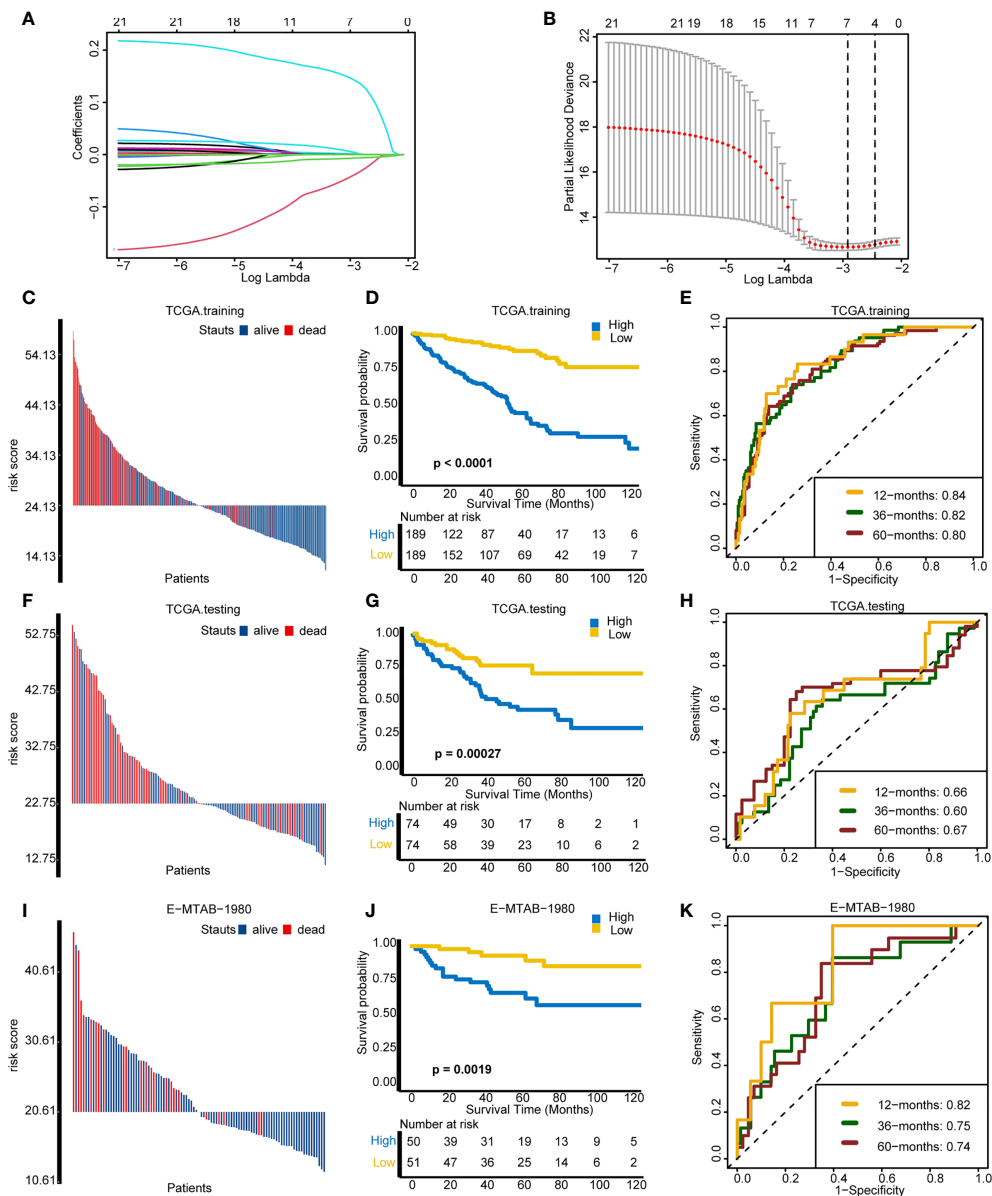 A
21 21 18 11 7 0
0.2
0.1
0.0
−0.1
Coefficients
−7 −6 −5 −4 −3 −2
Log Lambda
B
21 21 19 18 15 11 7 7 4 0
22
20
18
16
14
Partial Likelihood Deviance
−7 −6 −5 −4 −3 −2
Log Lambda
C
TCGA.training
Stauts alive dead
54.13
44.13
34.13
24.13
14.13
risk score
Patients
D
TCGA.training
High
Low
1.00
0.75
0.50
0.25
0.00
Survival probability
p < 0.0001
0 20 40 60 80 100 120
Survival Time (Months)
Number at risk
High 189 122 87 40 17 13 6
Low 189 152 107 69 42 19 7
0 20 40 60 80 100 120
E
TCGA.training
1.0
0.8
0.6
0.4
0.2
0.0
Sensitivity
12−months: 0.84
36−months: 0.82
60−months: 0.80
0.0 0.2 0.4 0.6 0.8 1.0
1−Specificity
F
TCGA.testing
Stauts alive dead
52.75
42.75
32.75
22.75
12.75
risk score
Patients
G
TCGA.testing
High
Low
1.00
0.75
0.50
0.25
0.00
Survival probability
p = 0.00027
0 20 40 60 80 100 120
Survival Time (Months)
Number at risk
High 74 49 30 17 8 2 1
Low 74 58 39 23 10 6 2
0 20 40 60 80 100 120
H
TCGA.testing
1.0
0.8
0.6
0.4
0.2
0.0
Sensitivity
12−months: 0.66
36−months: 0.60
60−months: 0.67
0.0 0.2 0.4 0.6 0.8 1.0
1−Specificity
I
E−MTAB−1980
Stauts alive dead
40.61
30.61
20.61
10.61
risk score
Patients
J
E−MTAB−1980
High
Low
1.00
0.75
0.50
0.25
0.00
Survival probability
p = 0.0019
0 20 40 60 80 100 120
Survival Time (Months)
Number at risk
High 50 39 31 19 13 9 5
Low 51 47 36 25 14 6 2
0 20 40 60 80 100 120
K
E−MTAB−1980
1.0
0.8
0.6
0.4
0.2
0.0
Sensitivity
12−months: 0.82
36−months: 0.75
60−months: 0.74
0.0 0.2 0.4 0.6 0.8 1.0
1−Specificity